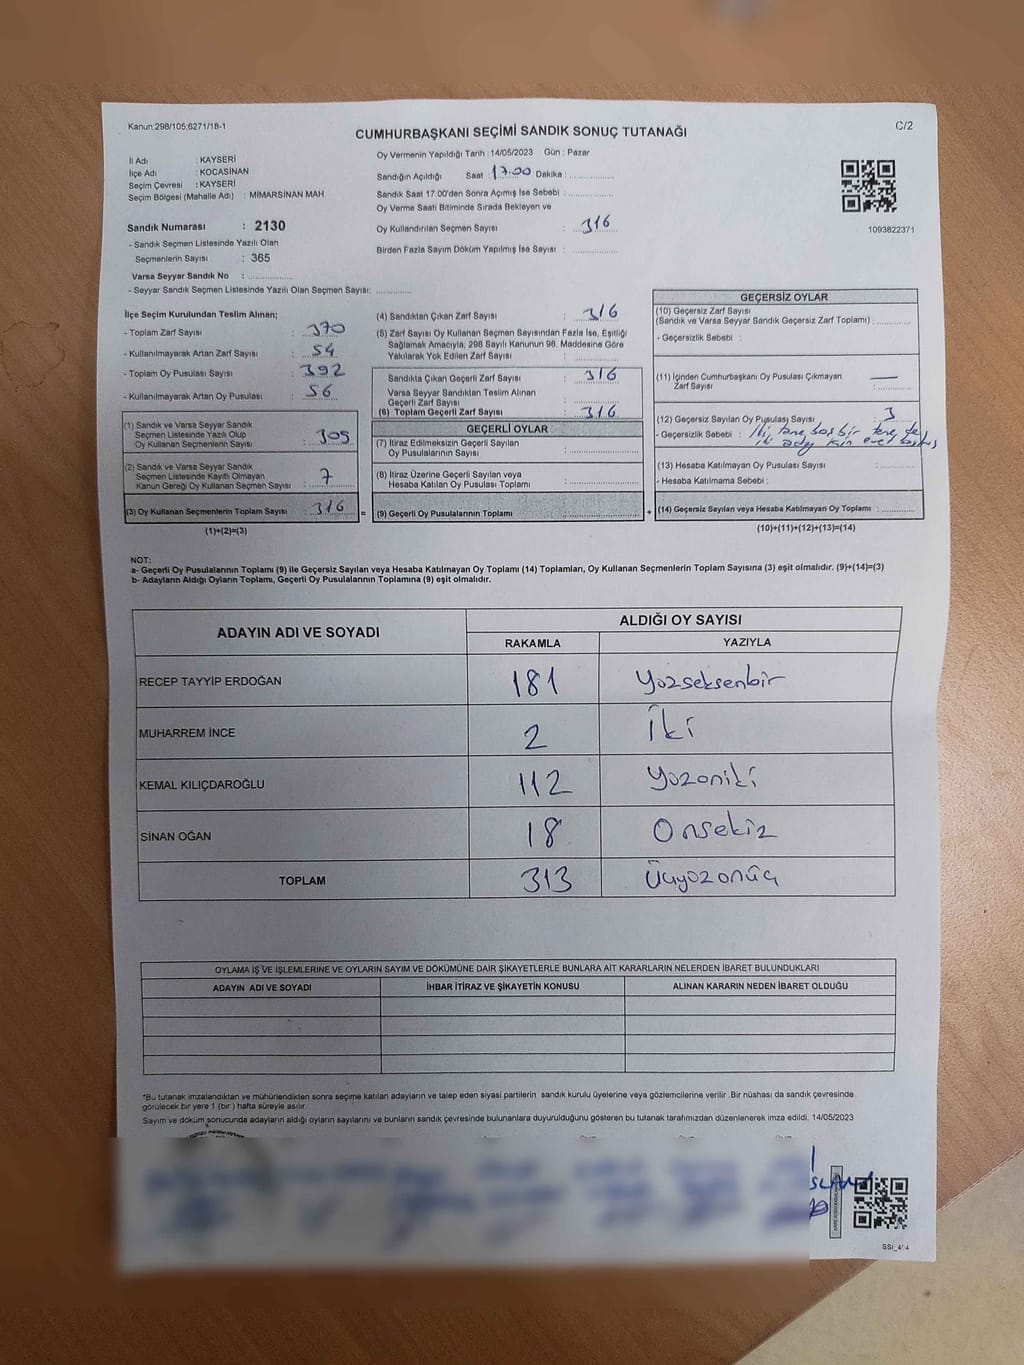 Kanun:298/105;6271/18-1
C/2
CUMHURBAŞKANI SEÇİMİ SANDIK SONUÇ TUTANAĞI
İl Adı : KAYSERİ
İlçe Adı : KOCASİNAN
Seçim Çevresi : KAYSERİ
Seçim Bölgesi (Mahalle Adı) : MİMARSİNAN MAH.
Sandık Numarası : 2130
- Sandık Seçmen Listesinde Yazılı Olan
Seçmenlerin Sayısı : 365
Varsa Seyyar Sandık No : ..............
- Seyyar Sandık Seçmen Listesinde Yazılı Olan Seçmen Sayısı: ............
Oy Vermenin Yapıldığı Tarih : 14/05/2023 Gün : Pazar
Sandığın Açıldığı Saat : 17.00 Dakika : ..............
Sandık Saat 17.00'den Sonra Açımış İse Sebebi : ..............
Oy Verme Saati Bitiminde Sırada Bekleyen ve
Oy Kullandırılan Seçmen Sayısı : 316
Birden Fazla Sayım Döküm Yapılmış İse Sayısı : ..............
1093822371
İlçe Seçim Kurulundan Teslim Alınan;
- Toplam Zarf Sayısı : 370
- Kullanılmayarak Artan Zarf Sayısı : 54
- Toplam Oy Pusulası Sayısı : 392
- Kullanılmayarak Artan Oy Pusulası : 56
(1) Sandık ve Varsa Seyyar Sandık
Seçmen Listesinde Yazılı Olup
Oy Kullanan Seçmenlerin Sayısı : 309
(2) Sandık ve Varsa Seyyar Sandık
Seçmen Listesinde Kayıtlı Olmayan
Kanun Gereği Oy Kullanan Seçmen Sayısı : 7
(3) Oy Kullanan Seçmenlerin Toplam Sayısı : 316 =
(1)+(2)=(3)
(4) Sandıktan Çıkan Zarf Sayısı : 316
(5) Zarf Sayısı Oy Kullanan Seçmen Sayısından Fazla İse, Eşitliği
Sağlamak Amacıyla; 298 Sayılı Kanunun 98. Maddesine Göre
Yakılarak Yok Edilen Zarf Sayısı : ..............
Sandıkta Çıkan Geçerli Zarf Sayısı : 316
Varsa Seyyar Sandıktan Teslim Alınan
Geçerli Zarf Sayısı : ..............
(6) Toplam Geçerli Zarf Sayısı : 316
GEÇERLİ OYLAR
(7) İtiraz Edilmeksizin Geçerli Sayılan
Oy Pusulalarının Sayısı : ..............
(8) İtiraz Üzerine Geçerli Sayılan veya
Hesaba Katılan Oy Pusulası Toplamı : ..............
(9) Geçerli Oy Pusulalarının Toplamı : .............. +
GEÇERSİZ OYLAR
(10) Geçersiz Zarf Sayısı
(Sandık ve Varsa Seyyar Sandık Geçersiz Zarf Toplamı) : ..........
- Geçersizlik Sebebi :
(11) İçinden Cumhurbaşkanı Oy Pusulası Çıkmayan
Zarf Sayısı : —
(12) Geçersiz Sayılan Oy Pusulası Sayısı : 3
- Geçersizlik Sebebi : İki tane boş bir tane de
iki aday için evet basmış
(13) Hesaba Katılmayan Oy Pusulası Sayısı : ..........
- Hesaba Katılmama Sebebi :
(14) Geçersiz Sayılan veya Hesaba Katılmayan Oy Toplamı : ..........
(10)+(11)+(12)+(13)=(14)
NOT:
a- Geçerli Oy Pusulalarının Toplamı (9) ile Geçersiz Sayılan veya Hesaba Katılmayan Oy Toplamı (14) Toplamları, Oy Kullanan Seçmenlerin Toplam Sayısına (3) eşit olmalıdır. (9)+(14)=(3)
b- Adayların Aldığı Oyların Toplamı, Geçerli Oy Pusulalarının Toplamına (9) eşit olmalıdır.
ADAYIN ADI VE SOYADI
ALDIĞI OY SAYISI
RAKAMLA YAZIYLA
RECEP TAYYİP ERDOĞAN 181 Yüzseksenbir
MUHARREM İNCE 2 İki
KEMAL KILIÇDAROĞLU 112 Yüzoniki
SİNAN OĞAN 18 Onsekiz
TOPLAM 313 Üçyüzonüç
OYLAMA İŞ VE İŞLEMLERİNE VE OYLARIN SAYIM VE DÖKÜMÜNE DAİR ŞİKAYETLERLE BUNLARA AİT KARARLARIN NELERDEN İBARET BULUNDUKLARI
ADAYIN ADI VE SOYADI İHBAR İTİRAZ VE ŞİKAYETİN KONUSU ALINAN KARARIN NEDEN İBARET OLDUĞU
*Bu tutanak imzalandıktan ve mühürlendikten sonra seçime katılan adayların ve talep eden siyasi partilerin sandık kurulu üyelerine veya gözlemcilerine verilir. Bir nüshası da sandık çevresinde
görülecek bir yere 1 (bir) hafta süreyle asılır.
Sayım ve döküm sonucunda adayların aldığı oyların sayılarını ve bunların sandık çevresinde bulunanlara duyurulduğunu gösteren bu tutanak tarafımızdan düzenlenerek imza edildi. 14/05/2023